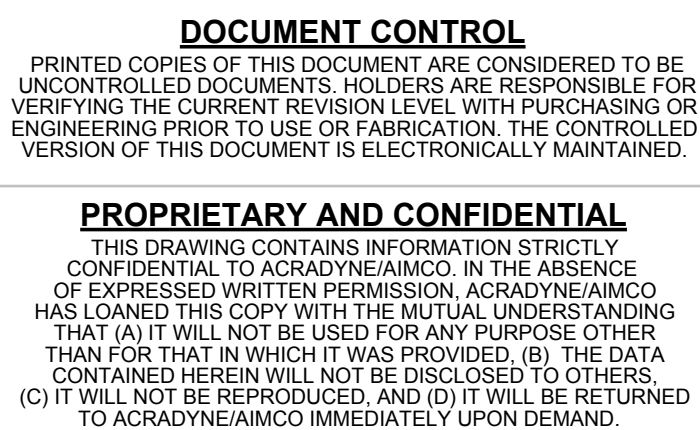 DOCUMENT CONTROL
PRINTED COPIES OF THIS DOCUMENT ARE CONSIDERED TO BE
UNCONTROLLED DOCUMENTS. HOLDERS ARE RESPONSIBLE FOR
VERIFYING THE CURRENT REVISION LEVEL WITH PURCHASING OR
ENGINEERING PRIOR TO USE OR FABRICATION. THE CONTROLLED
VERSION OF THIS DOCUMENT IS ELECTRONICALLY MAINTAINED.
PROPRIETARY AND CONFIDENTIAL
THIS DRAWING CONTAINS INFORMATION STRICTLY
CONFIDENTIAL TO ACRADYNE/AIMCO. IN THE ABSENCE
OF EXPRESSED WRITTEN PERMISSION, ACRADYNE/AIMCO
HAS LOANED THIS COPY WITH THE MUTUAL UNDERSTANDING
THAT (A) IT WILL NOT BE USED FOR ANY PURPOSE OTHER
THAN FOR THAT IN WHICH IT WAS PROVIDED, (B) THE DATA
CONTAINED HEREIN WILL NOT BE DISCLOSED TO OTHERS,
(C) IT WILL NOT BE REPRODUCED, AND (D) IT WILL BE RETURNED
TO ACRADYNE/AIMCO IMMEDIATELY UPON DEMAND.